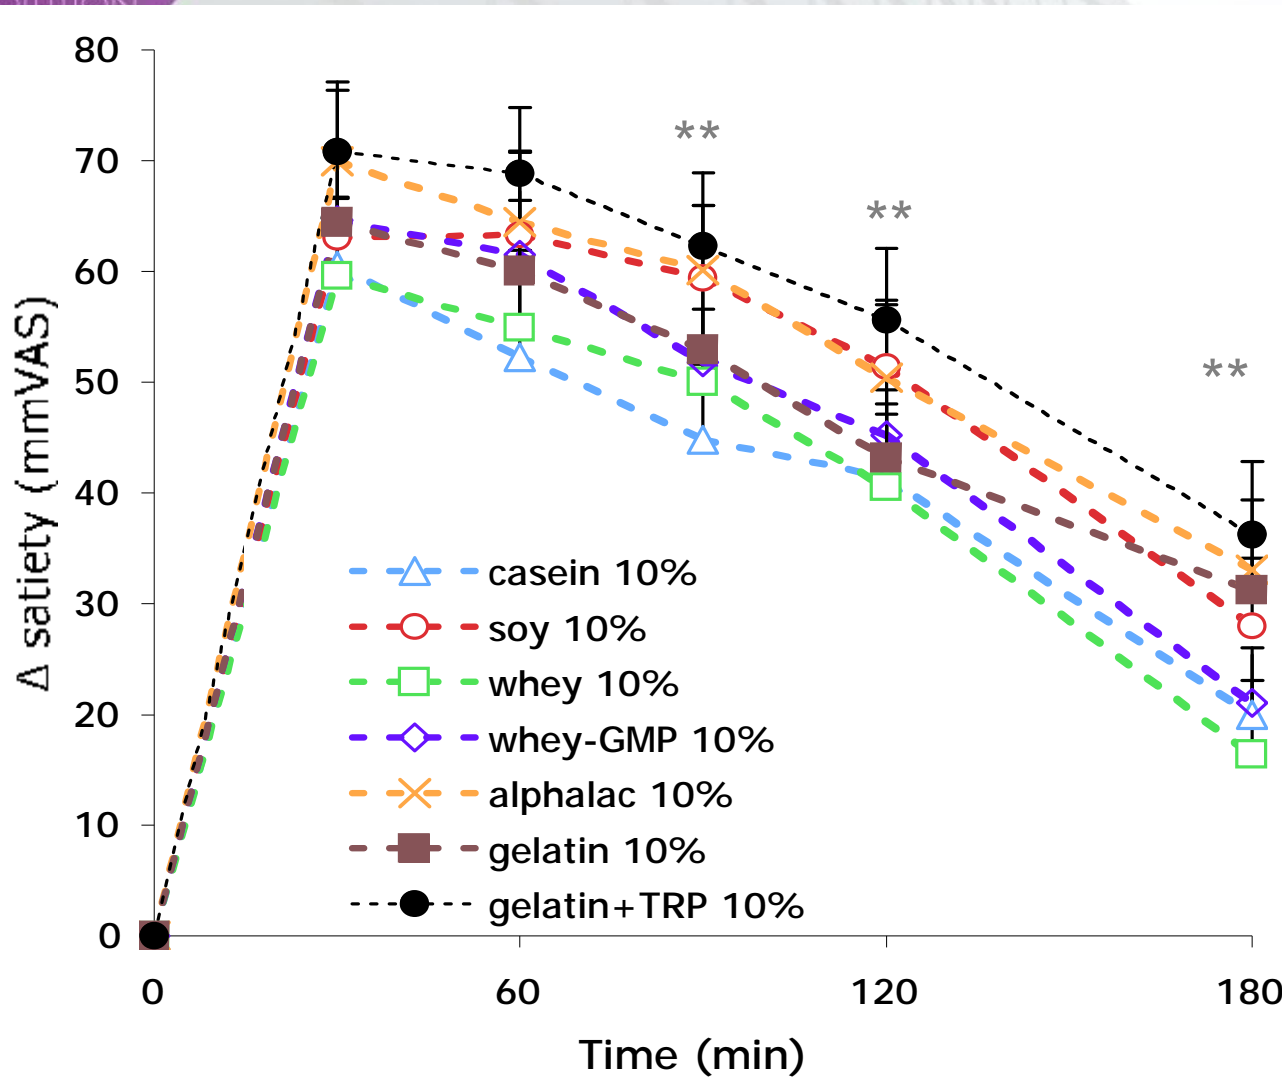 80
70
60
50
40
30
20
10
0
Δ satiety (mmVAS)
**
**
**
casein 10%
soy 10%
whey 10%
whey-GMP 10%
alphalac 10%
gelatin 10%
gelatin+TRP 10%
0 60 120 180
Time (min)